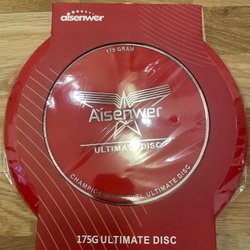 aisenwer
175 GRAM
Aisenwer
ULTIMATE DISC
CHAMPIONSHIP LEVEL ULTIMATE DISC
175G ULTIMATE DISC